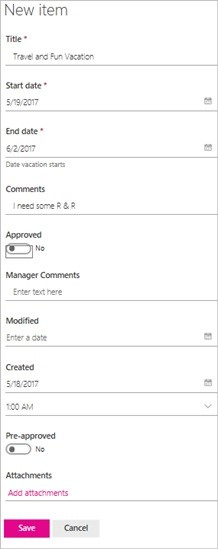 New item
Title *
Travel and Fun Vacation
Start date *
5/19/2017
End date *
6/2/2017
Date vacation starts
Comments
I need some R & R
Approved
No
Manager Comments
Enter text here
Modified
Enter a date
Created
5/18/2017
1:00 AM
Pre-approved
No
Attachments
Add attachments
Save Cancel